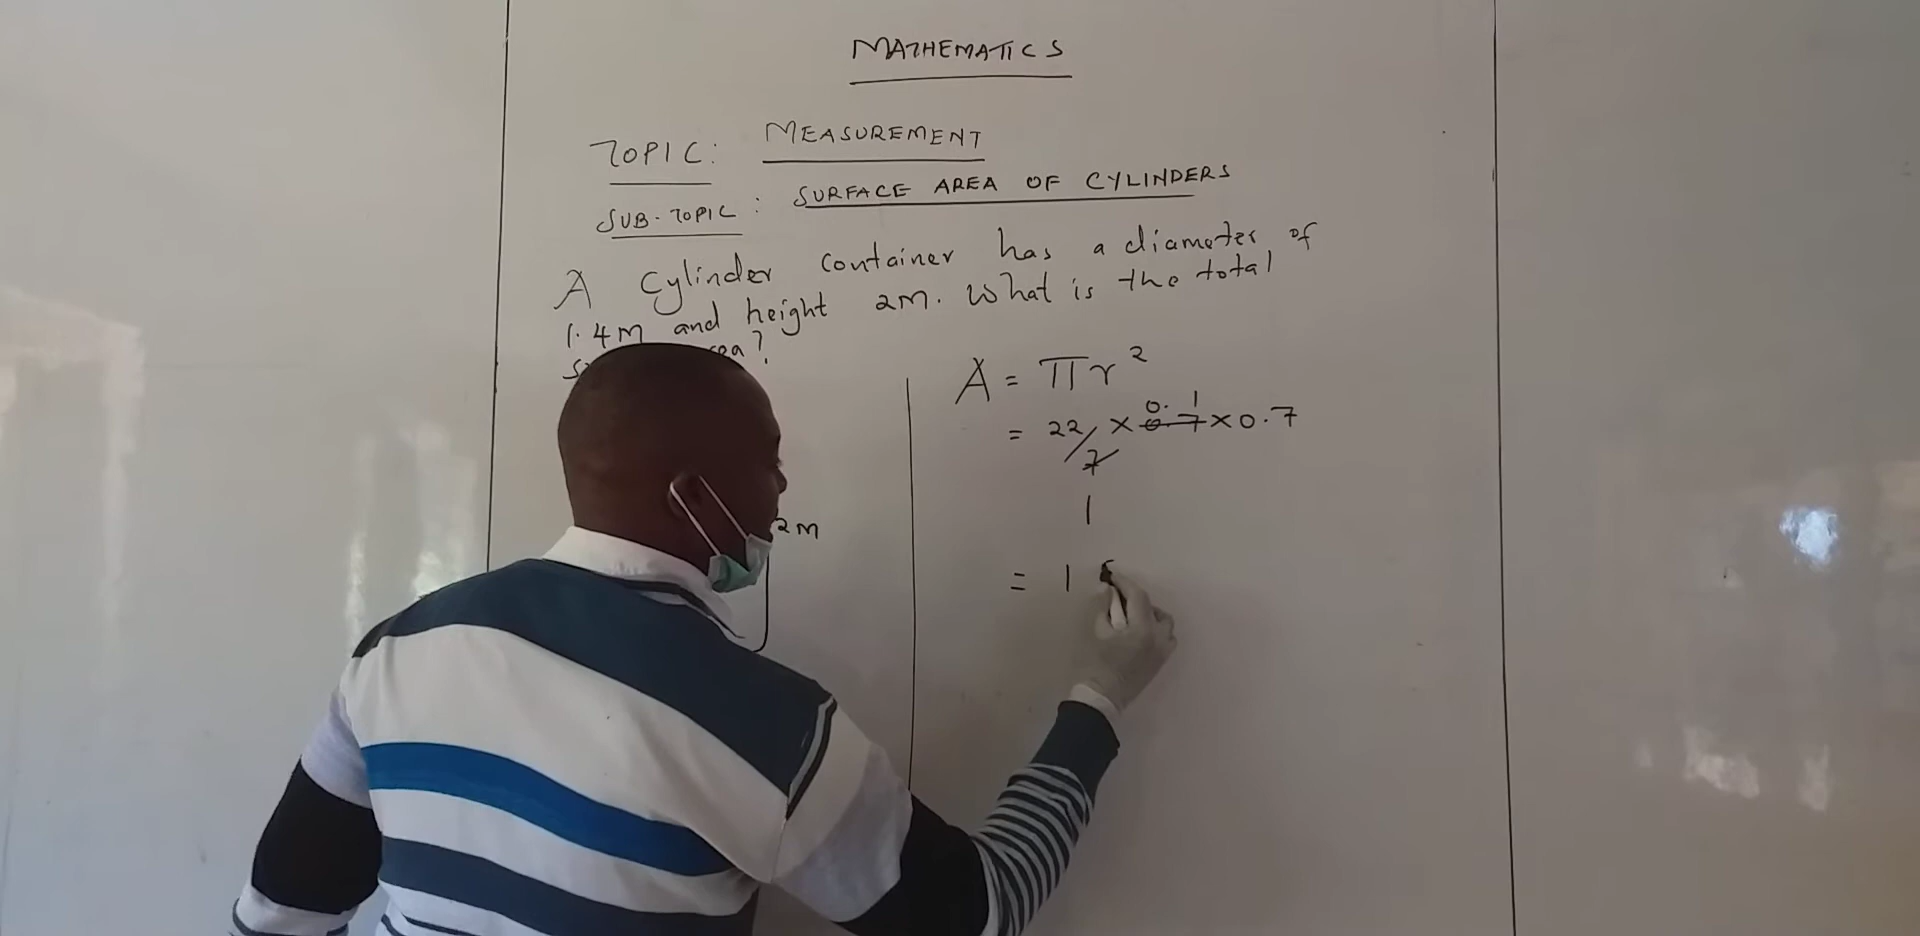 MATHEMATICS
TOPIC: MEASUREMENT
SUB-TOPIC: SURFACE AREA OF CYLINDERS
A cylinder container has a diameter of
1.4M and height 2M. What is the total
2M
A = πr²
= 22/7 × 0.7 × 0.7
0.1
1
= 1